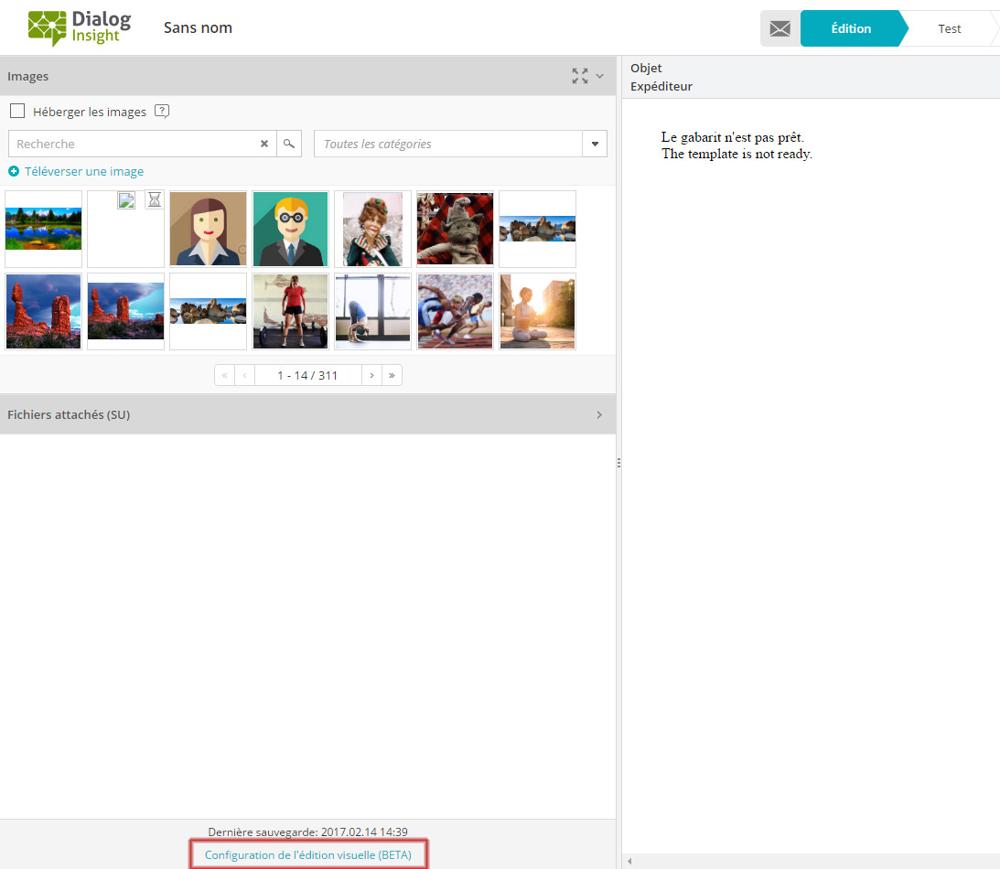 Dialog
Insight
Sans nom
Édition
Test
Images
Héberger les images ?
Recherche
Toutes les catégories
Téléverser une image
« ‹ 1 - 14 / 311 › »
Fichiers attachés (SU)
Dernière sauvegarde: 2017.02.14 14:39
Configuration de l'édition visuelle (BETA)
Objet
Expéditeur
Le gabarit n'est pas prêt.
The template is not ready.